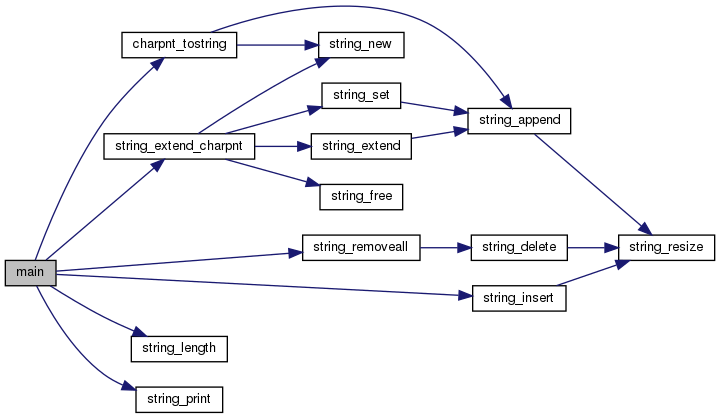 charpnt_tostring
string_new
string_set
string_append
string_extend_charpnt
string_extend
string_free
string_removeall
string_delete
string_resize
main
string_insert
string_length
string_print